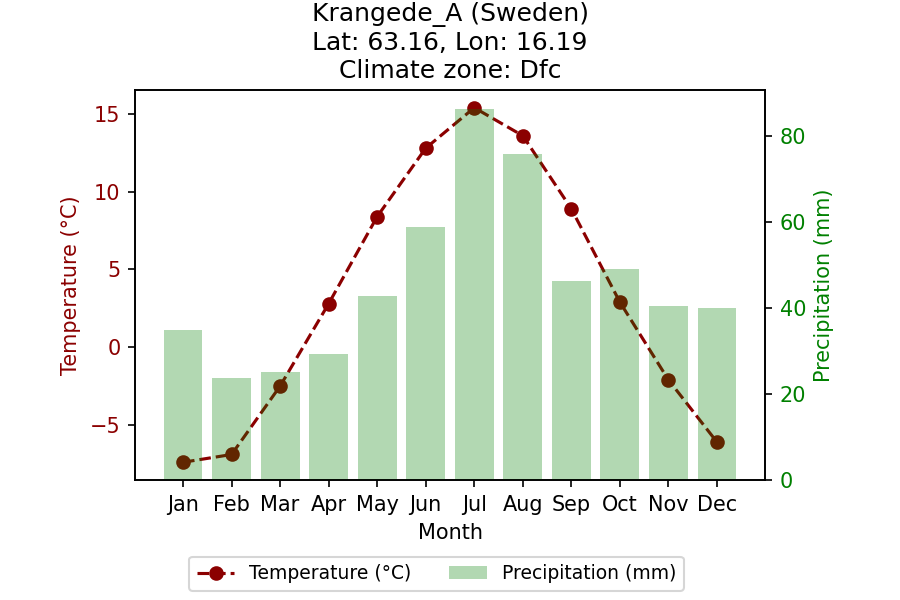 Krangede_A (Sweden)
Lat: 63.16, Lon: 16.19
Climate zone: Dfc
15
10
5
0
−5
Temperature (°C)
80
60
40
20
0
Precipitation (mm)
Jan Feb Mar Apr May Jun Jul Aug Sep Oct Nov Dec
Month
Temperature (°C) Precipitation (mm)